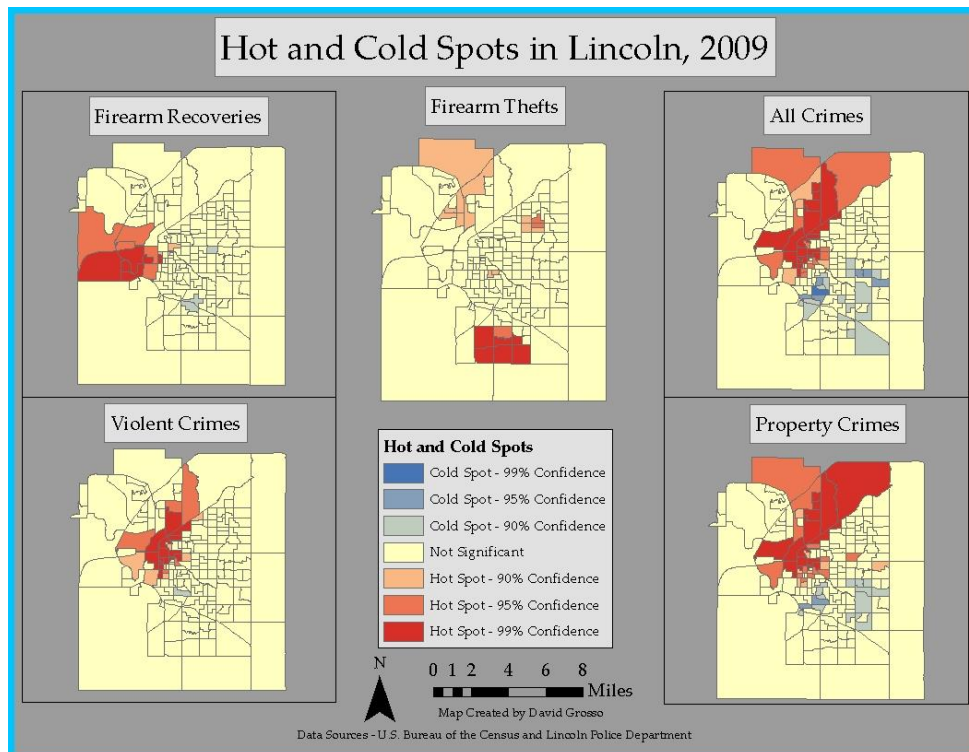 Hot and Cold Spots in Lincoln, 2009
Firearm Recoveries
Firearm Thefts
All Crimes
Violent Crimes
Property Crimes
Hot and Cold Spots
Cold Spot - 99% Confidence
Cold Spot - 95% Confidence
Cold Spot - 90% Confidence
Not Significant
Hot Spot - 90% Confidence
Hot Spot - 95% Confidence
Hot Spot - 99% Confidence
N
0 1 2 4 6 8
Miles
Map Created by David Grosso
Data Sources - U.S. Bureau of the Census and Lincoln Police Department